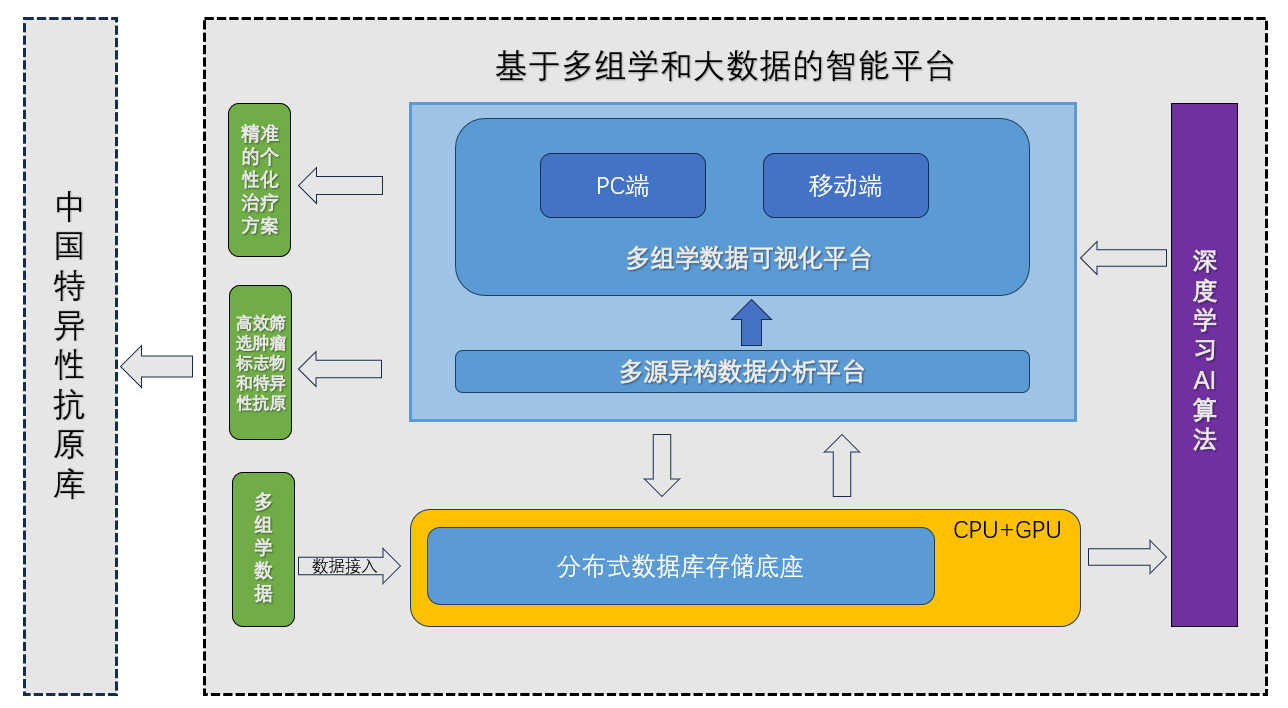 基于多组学和大数据的智能平台
中
国
特
异
性
抗
原
库
精准
的个
性化
治疗
方案
高效筛
选肿瘤
标志物
和特异
性抗原
多
组
学
数
据
数据接入
PC端
移动端
多组学数据可视化平台
多源异构数据分析平台
CPU+GPU
分布式数据库存储底座
深
度
学
习
AI
算
法